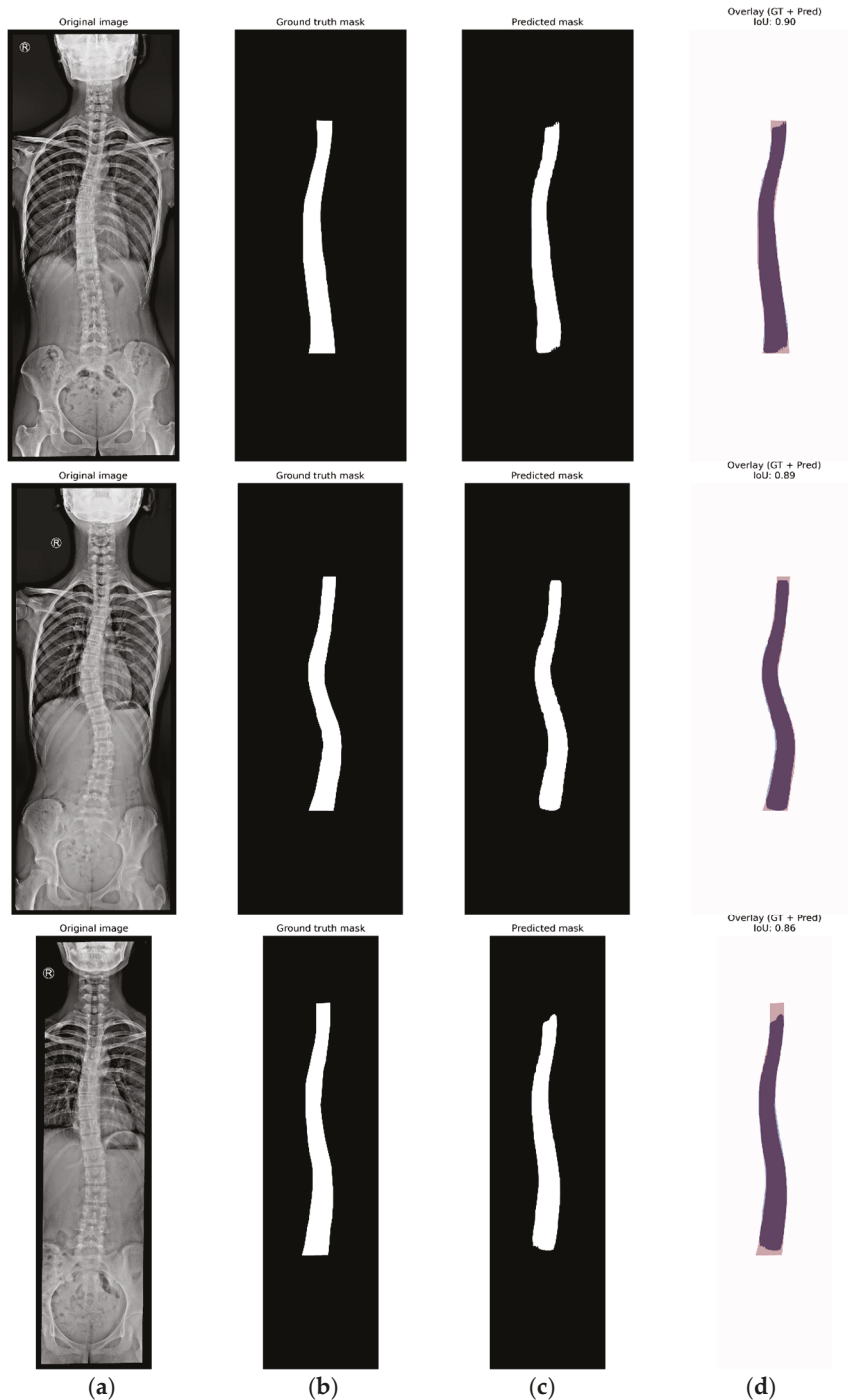 Original image
Ground truth mask
Predicted mask
Overlay (GT + Pred)
IoU: 0.90
R
Original image
Ground truth mask
Predicted mask
Overlay (GT + Pred)
IoU: 0.89
R
Original image
Ground truth mask
Predicted mask
Overlay (GT + Pred)
IoU: 0.86
R
(a)
(b)
(c)
(d)